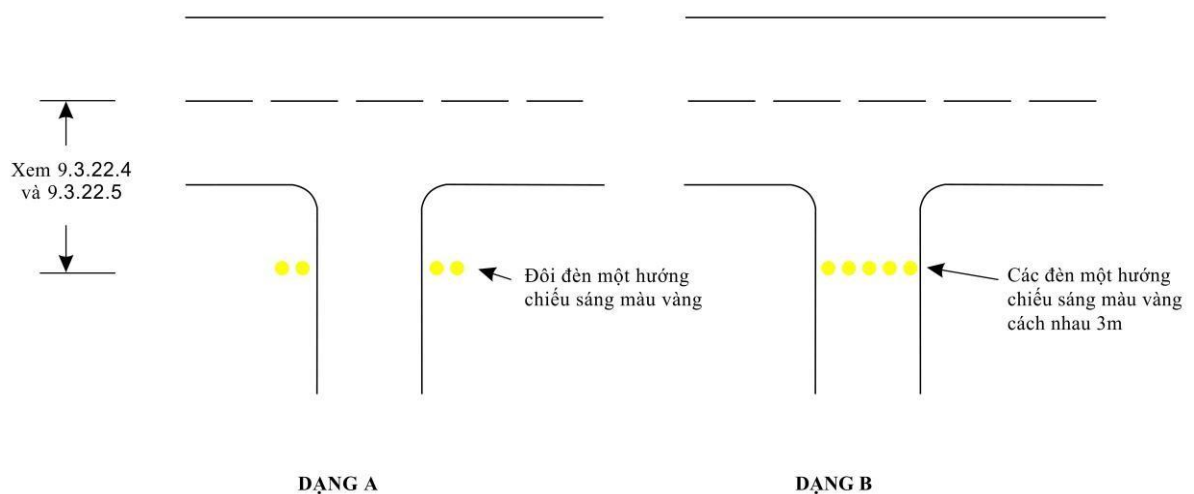 Xem 9.3.22.4
và 9.3.22.5
Đôi đèn một hướng
chiếu sáng màu vàng
Các đèn một hướng
chiếu sáng màu vàng
cách nhau 3m
DẠNG A
DẠNG B